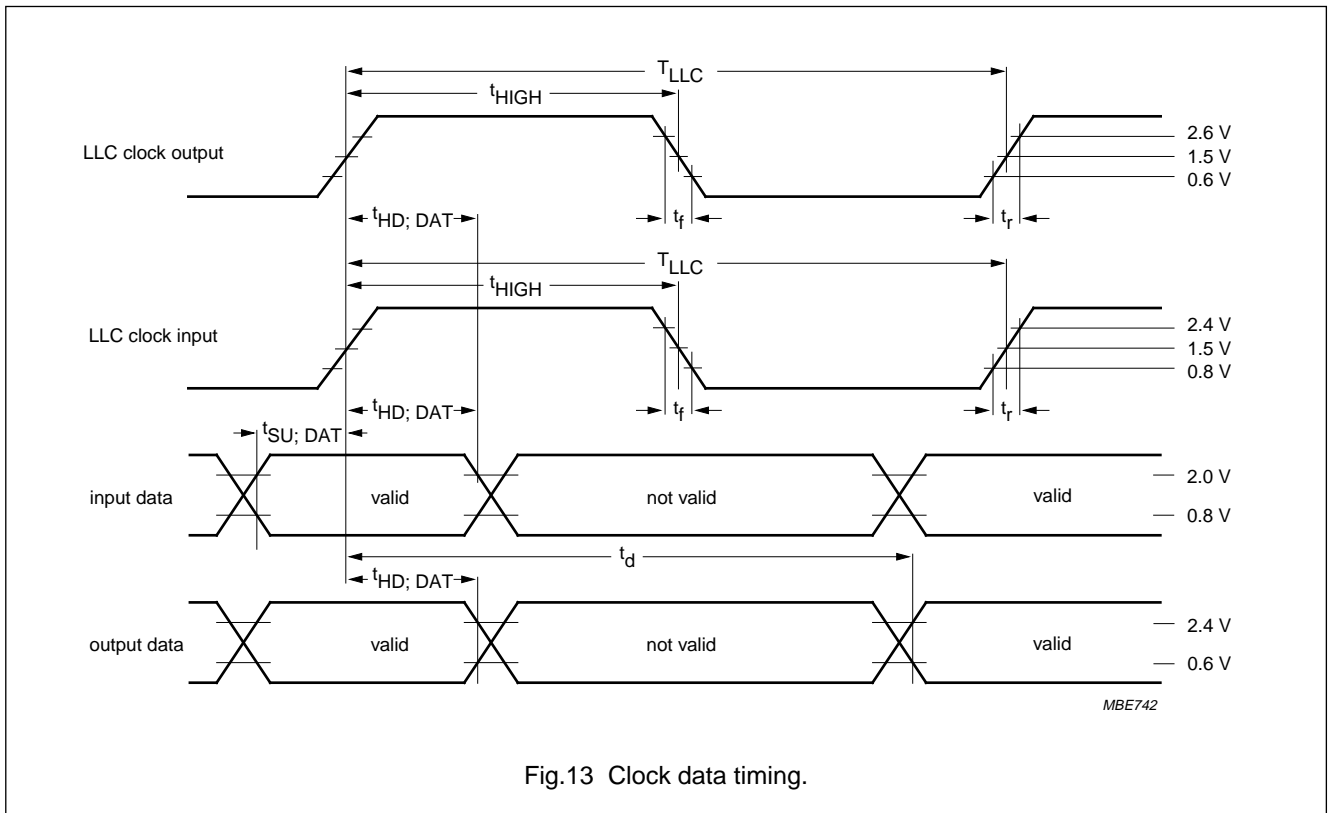 T_LLC
t_HIGH
LLC clock output
2.6 V
1.5 V
0.6 V
t_HD; DAT
t_f
t_r
T_LLC
t_HIGH
LLC clock input
2.4 V
1.5 V
0.8 V
t_HD; DAT
t_f
t_r
t_SU; DAT
input data
valid
not valid
valid
2.0 V
0.8 V
t_d
t_HD; DAT
output data
valid
not valid
valid
2.4 V
0.6 V
MBE742
Fig.13 Clock data timing.